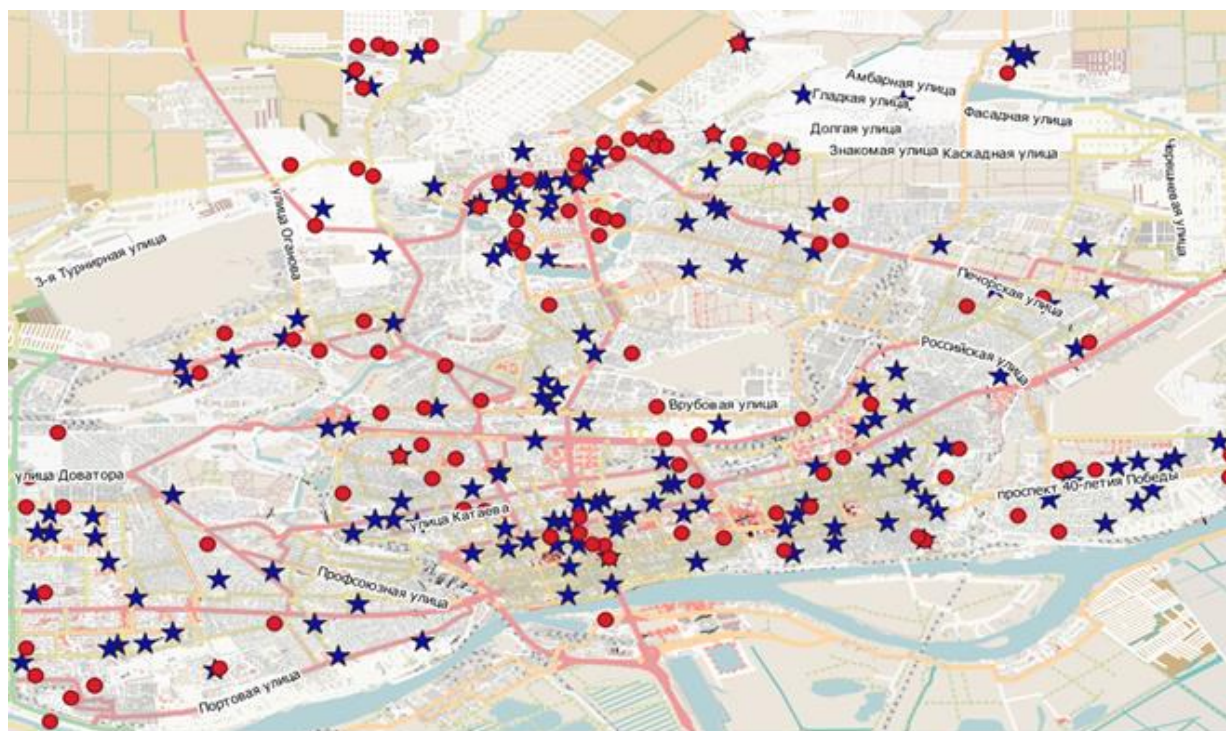 Амбарная улица
Гладкая улица
Фасадная улица
Долгая улица
Знакомая улица
Каскадная улица
Черешневая улица
улица Оганова
3-я Турнирная улица
Печорская улица
Российская улица
Врубовая улица
улица Доватора
проспект 40-летия Победы
улица Катаева
Профсоюзная улица
Портовая улица